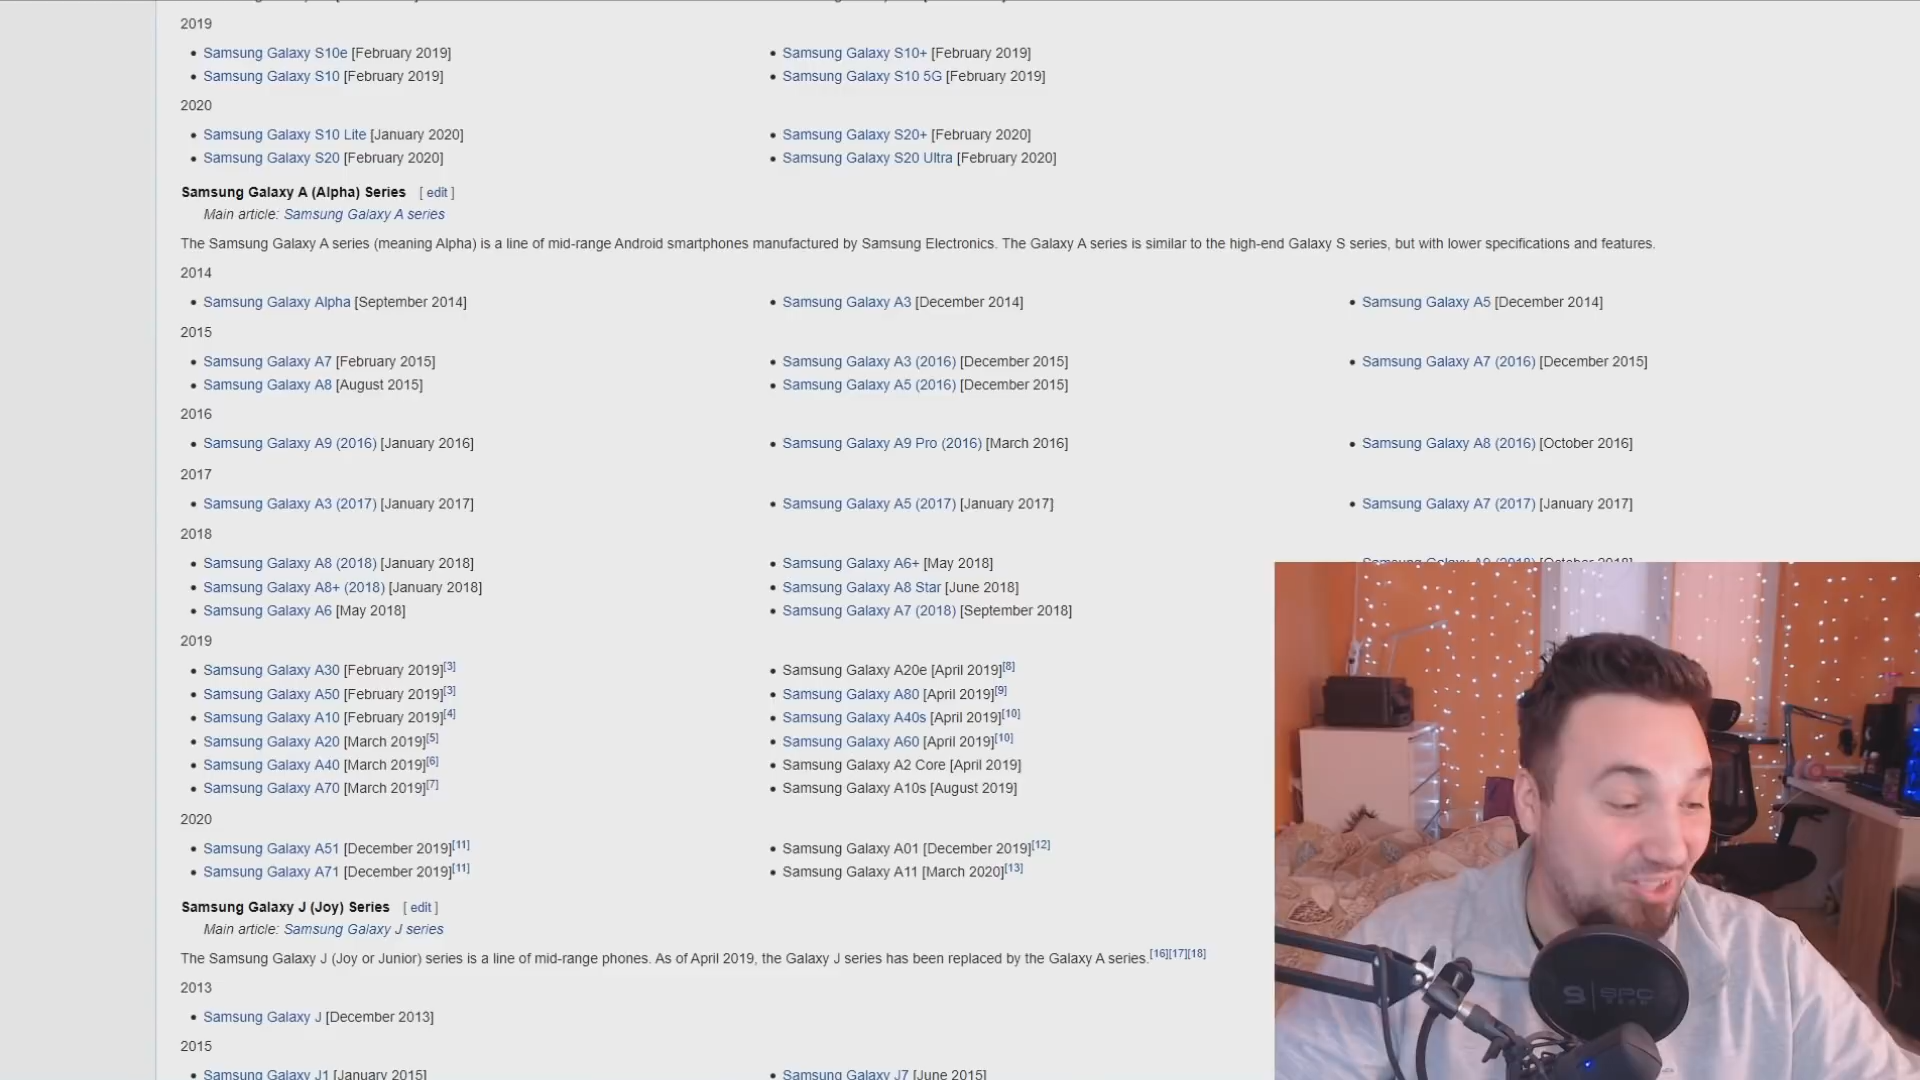 2019
• Samsung Galaxy S10e [February 2019]
• Samsung Galaxy S10+ [February 2019]
• Samsung Galaxy S10 [February 2019]
• Samsung Galaxy S10 5G [February 2019]
2020
• Samsung Galaxy S10 Lite [January 2020]
• Samsung Galaxy S20+ [February 2020]
• Samsung Galaxy S20 [February 2020]
• Samsung Galaxy S20 Ultra [February 2020]
Samsung Galaxy A (Alpha) Series [ edit ]
Main article: Samsung Galaxy A series
The Samsung Galaxy A series (meaning Alpha) is a line of mid-range Android smartphones manufactured by Samsung Electronics. The Galaxy A series is similar to the high-end Galaxy S series, but with lower specifications and features.
2014
• Samsung Galaxy Alpha [September 2014]
• Samsung Galaxy A3 [December 2014]
• Samsung Galaxy A5 [December 2014]
2015
• Samsung Galaxy A7 [February 2015]
• Samsung Galaxy A3 (2016) [December 2015]
• Samsung Galaxy A7 (2016) [December 2015]
• Samsung Galaxy A8 [August 2015]
• Samsung Galaxy A5 (2016) [December 2015]
2016
• Samsung Galaxy A9 (2016) [January 2016]
• Samsung Galaxy A9 Pro (2016) [March 2016]
• Samsung Galaxy A8 (2016) [October 2016]
2017
• Samsung Galaxy A3 (2017) [January 2017]
• Samsung Galaxy A5 (2017) [January 2017]
• Samsung Galaxy A7 (2017) [January 2017]
2018
• Samsung Galaxy A8 (2018) [January 2018]
• Samsung Galaxy A6+ [May 2018]
Samsung Galaxy A9 (2018) [October 2018]
• Samsung Galaxy A8+ (2018) [January 2018]
• Samsung Galaxy A8 Star [June 2018]
• Samsung Galaxy A6 [May 2018]
• Samsung Galaxy A7 (2018) [September 2018]
2019
• Samsung Galaxy A30 [February 2019][3]
• Samsung Galaxy A20e [April 2019][8]
• Samsung Galaxy A50 [February 2019][3]
• Samsung Galaxy A80 [April 2019][9]
• Samsung Galaxy A10 [February 2019][4]
• Samsung Galaxy A40s [April 2019][10]
• Samsung Galaxy A20 [March 2019][5]
• Samsung Galaxy A60 [April 2019][10]
• Samsung Galaxy A40 [March 2019][6]
• Samsung Galaxy A2 Core [April 2019]
• Samsung Galaxy A70 [March 2019][7]
• Samsung Galaxy A10s [August 2019]
2020
• Samsung Galaxy A51 [December 2019][11]
• Samsung Galaxy A01 [December 2019][12]
• Samsung Galaxy A71 [December 2019][11]
• Samsung Galaxy A11 [March 2020][13]
Samsung Galaxy J (Joy) Series [ edit ]
Main article: Samsung Galaxy J series
The Samsung Galaxy J (Joy or Junior) series is a line of mid-range phones. As of April 2019, the Galaxy J series has been replaced by the Galaxy A series.[16][17][18]
2013
• Samsung Galaxy J [December 2013]
2015
• Samsung Galaxy J1 [January 2015]
• Samsung Galaxy J7 [June 2015]
SPC